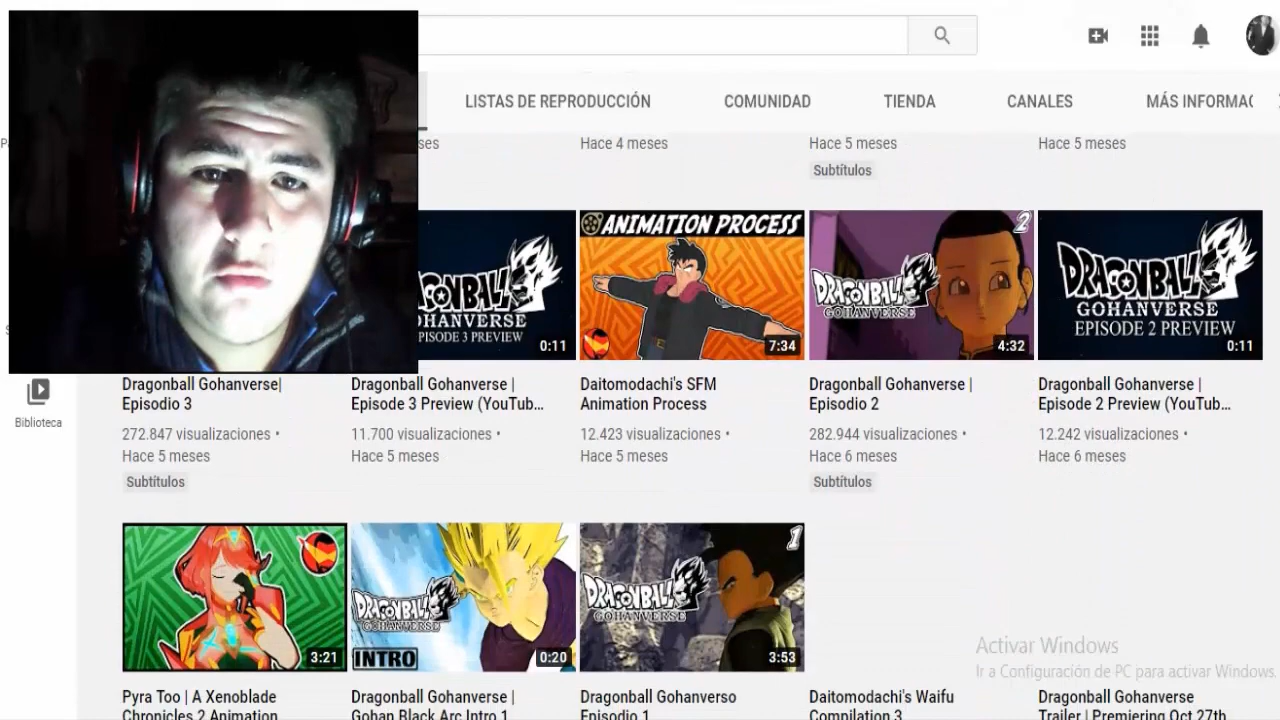 LISTAS DE REPRODUCCIÓN
COMUNIDAD
TIENDA
CANALES
MÁS INFORMAC
ses
Hace 4 meses
Hace 5 meses
Hace 5 meses
Subtítulos
EPISODE 3 PREVIEW
0:11
ANIMATION PROCESS
7:34
DRAGONBALL
GOHANVERSE
2
4:32
DRAGONBALL
GOHANVERSE
EPISODE 2 PREVIEW
0:11
Biblioteca
Dragonball Gohanverse|
Episodio 3
272.847 visualizaciones •
Hace 5 meses
Subtítulos
Dragonball Gohanverse |
Episode 3 Preview (YouTub...
11.700 visualizaciones •
Hace 5 meses
Daitomodachi's SFM
Animation Process
12.423 visualizaciones •
Hace 5 meses
Dragonball Gohanverse |
Episodio 2
282.944 visualizaciones •
Hace 6 meses
Subtítulos
Dragonball Gohanverse |
Episode 2 Preview (YouTub...
12.242 visualizaciones •
Hace 6 meses
3:21
DRAGONBALL
GOHANVERSE
INTRO
0:20
DRAGONBALL
GOHANVERSE
1
3:53
Pyra Too | A Xenoblade
Chronicles 2 Animation
Dragonball Gohanverse |
Gohan Black Arc Intro 1
Dragonball Gohanverso
Episodio 1
Daitomodachi's Waifu
Compilation 3
Dragonball Gohanverse
Trailer | Premiering Oct 27th
Activar Windows
Ir a Configuración de PC para activar Windows.